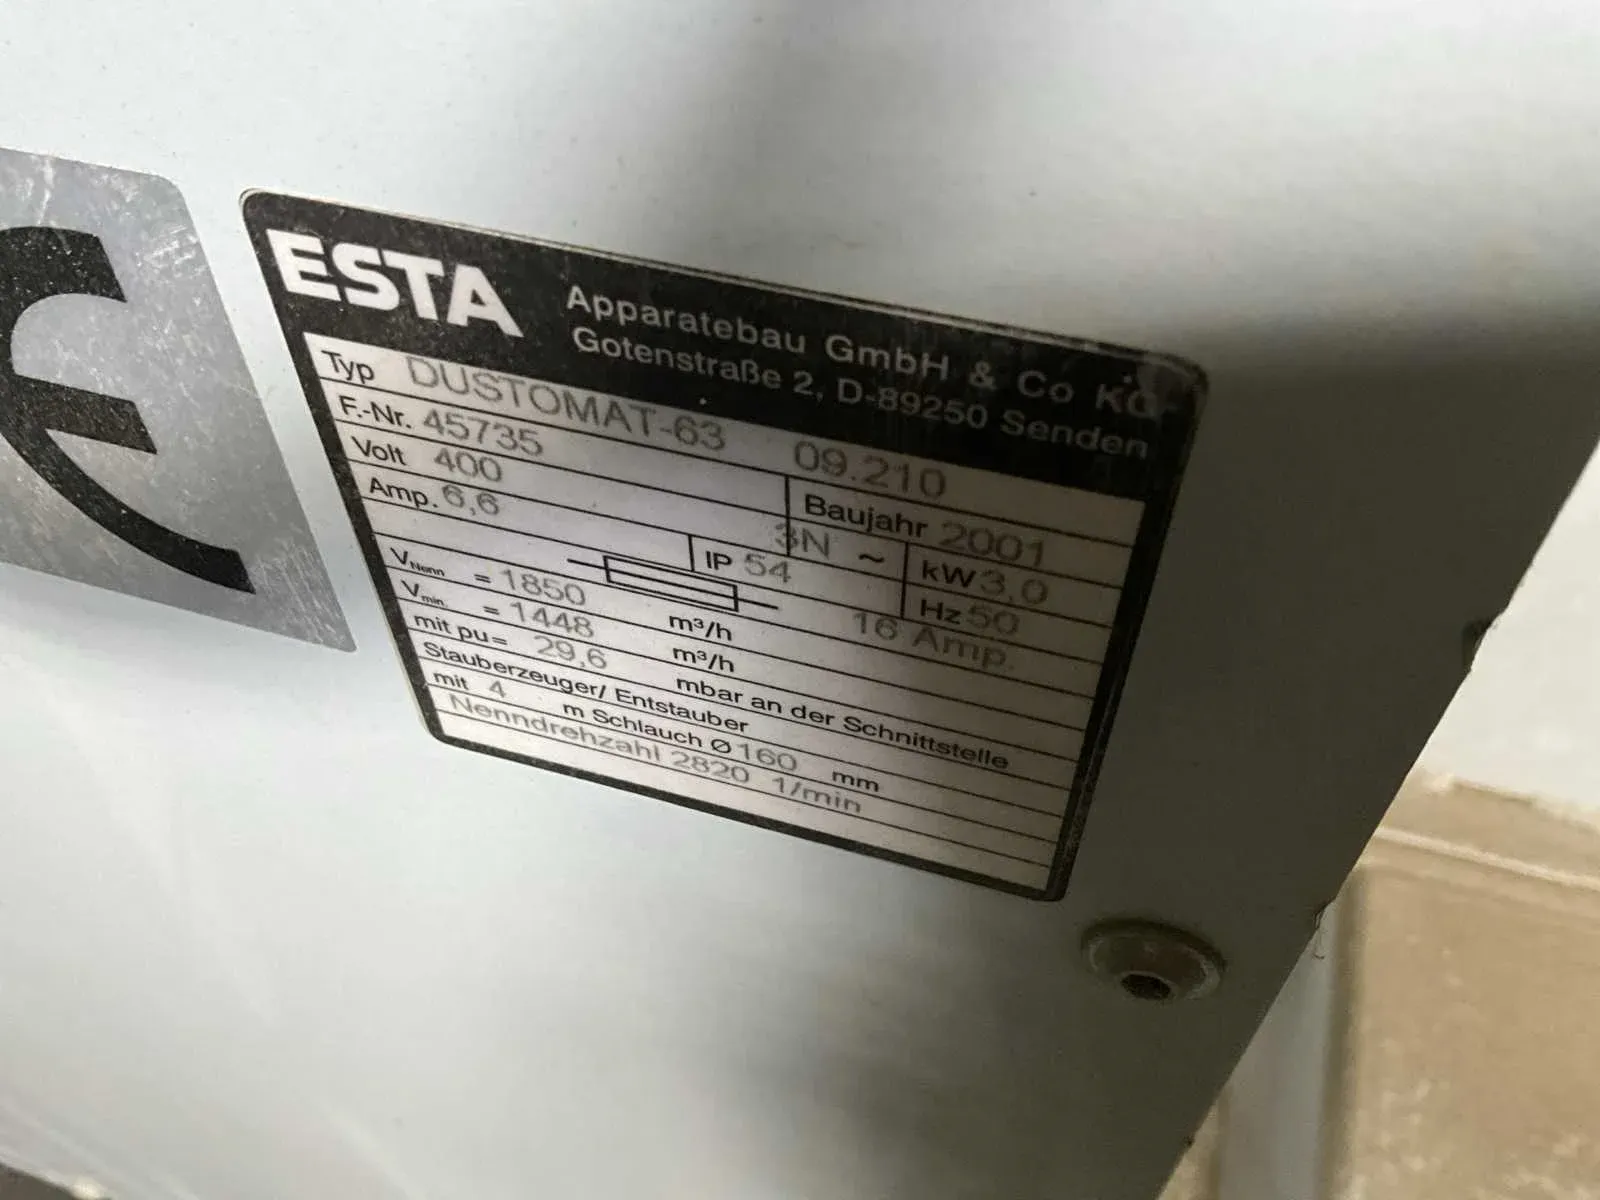 CE
ESTA Apparatebau GmbH & Co KG
Gotenstraße 2, D-89250 Senden
Typ DUSTOMAT-63 09.210
F.-Nr. 45735 Baujahr 2001
Volt 400 3N ~ kW 3,0
Amp. 6,6 IP 54 Hz 50
16 Amp.
VNenn = 1850 m³/h
Vmin. = 1448 m³/h
mit pu= 29,6 mbar an der Schnittstelle
Stauberzeuger/ Entstauber
mit 4 m Schlauch Ø 160 mm
Nenndrehzahl 2820 1/min